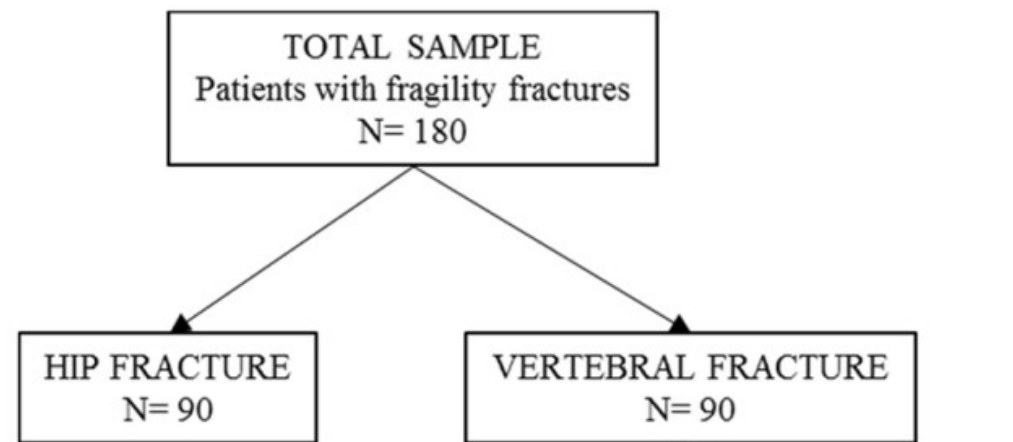 TOTAL SAMPLE
Patients with fragility fractures
N= 180
HIP FRACTURE
N= 90
VERTEBRAL FRACTURE
N= 90